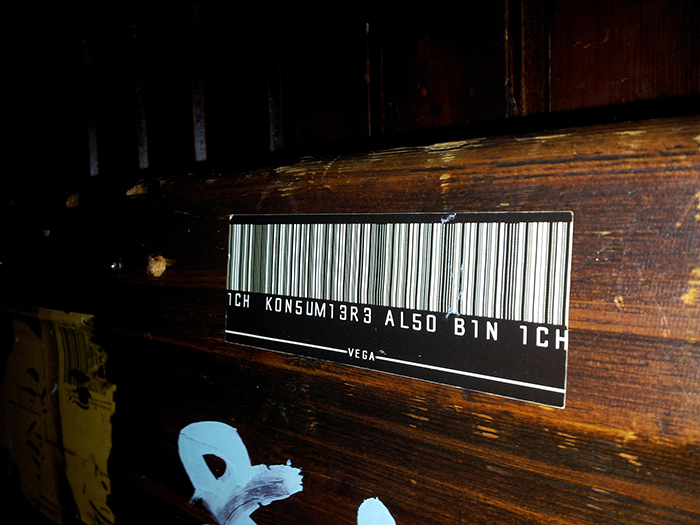 1CH KON5UM13R3 AL5O B1N 1CH
VEGA